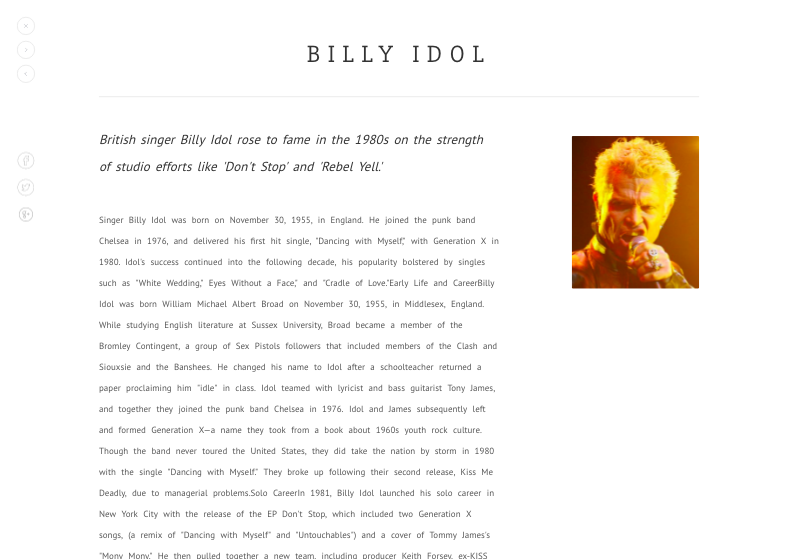 BILLY IDOL
British singer Billy Idol rose to fame in the 1980s on the strength
of studio efforts like 'Don't Stop' and 'Rebel Yell.'
Singer Billy Idol was born on November 30, 1955, in England. He joined the punk band
Chelsea in 1976, and delivered his first hit single, "Dancing with Myself," with Generation X in
1980. Idol's success continued into the following decade, his popularity bolstered by singles
such as "White Wedding," Eyes Without a Face," and "Cradle of Love."Early Life and CareerBilly
Idol was born William Michael Albert Broad on November 30, 1955, in Middlesex, England.
While studying English literature at Sussex University, Broad became a member of the
Bromley Contingent, a group of Sex Pistols followers that included members of the Clash and
Siouxsie and the Banshees. He changed his name to Idol after a schoolteacher returned a
paper proclaiming him "idle" in class. Idol teamed with lyricist and bass guitarist Tony James,
and together they joined the punk band Chelsea in 1976. Idol and James subsequently left
and formed Generation X—a name they took from a book about 1960s youth rock culture.
Though the band never toured the United States, they did take the nation by storm in 1980
with the single "Dancing with Myself." They broke up following their second release, Kiss Me
Deadly, due to managerial problems.Solo CareerIn 1981, Billy Idol launched his solo career in
New York City with the release of the EP Don't Stop, which included two Generation X
songs, (a remix of "Dancing with Myself" and "Untouchables") and a cover of Tommy James's
"Mony Mony." He then pulled together a new team, including producer Keith Forsey, ex-KISS